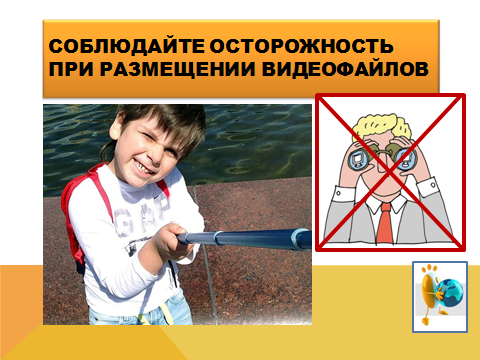 СОБЛЮДАЙТЕ ОСТОРОЖНОСТЬ
ПРИ РАЗМЕЩЕНИИ ВИДЕОФАЙЛОВ